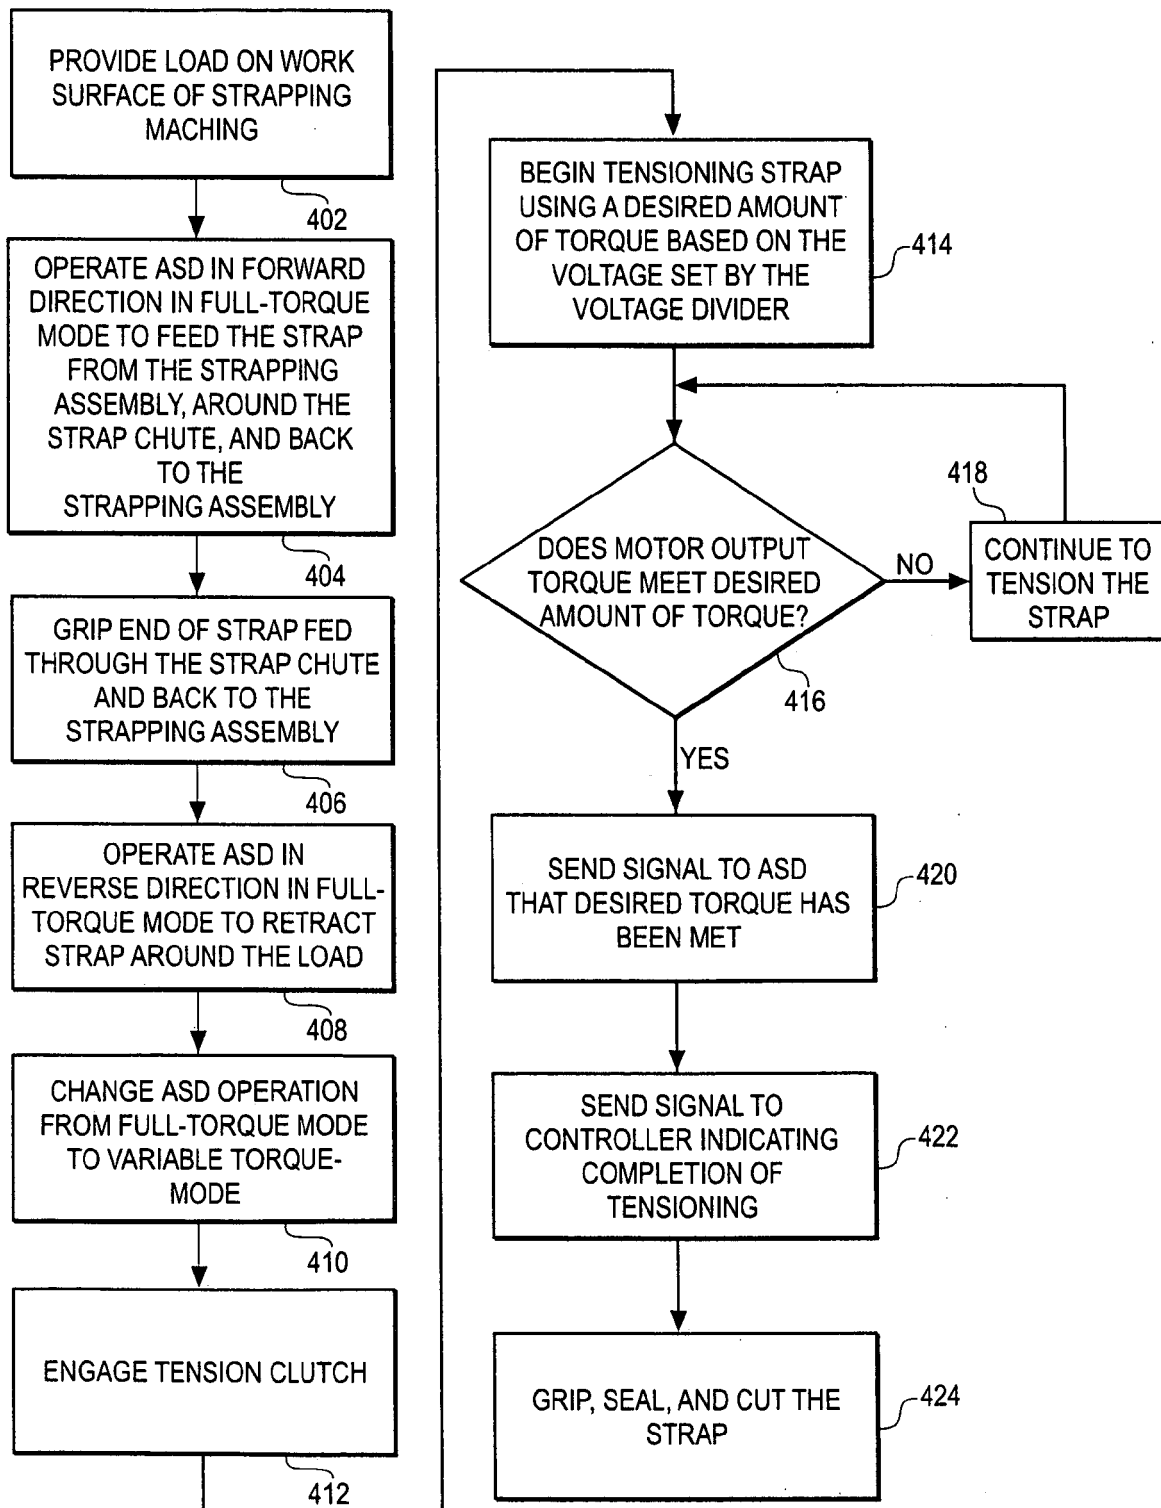 PROVIDE LOAD ON WORK
SURFACE OF STRAPPING
MACHING
402
OPERATE ASD IN FORWARD
DIRECTION IN FULL-TORQUE
MODE TO FEED THE STRAP
FROM THE STRAPPING
ASSEMBLY, AROUND THE
STRAP CHUTE, AND BACK
TO THE
STRAPPING ASSEMBLY
404
GRIP END OF STRAP FED
THROUGH THE STRAP CHUTE
AND BACK TO THE
STRAPPING ASSEMBLY
406
OPERATE ASD IN
REVERSE DIRECTION IN FULL-
TORQUE MODE TO RETRACT
STRAP AROUND THE LOAD
408
CHANGE ASD OPERATION
FROM FULL-TORQUE MODE
TO VARIABLE TORQUE-
MODE
410
ENGAGE TENSION CLUTCH
412
BEGIN TENSIONING STRAP
USING A DESIRED AMOUNT
OF TORQUE BASED ON THE
VOLTAGE SET BY THE
VOLTAGE DIVIDER
414
DOES MOTOR OUTPUT
TORQUE MEET DESIRED
AMOUNT OF TORQUE?
416
NO
418
CONTINUE TO
TENSION THE
STRAP
YES
SEND SIGNAL TO ASD
THAT DESIRED TORQUE HAS
BEEN MET
420
SEND SIGNAL TO
CONTROLLER INDICATING
COMPLETION OF
TENSIONING
422
GRIP, SEAL, AND CUT THE
STRAP
424